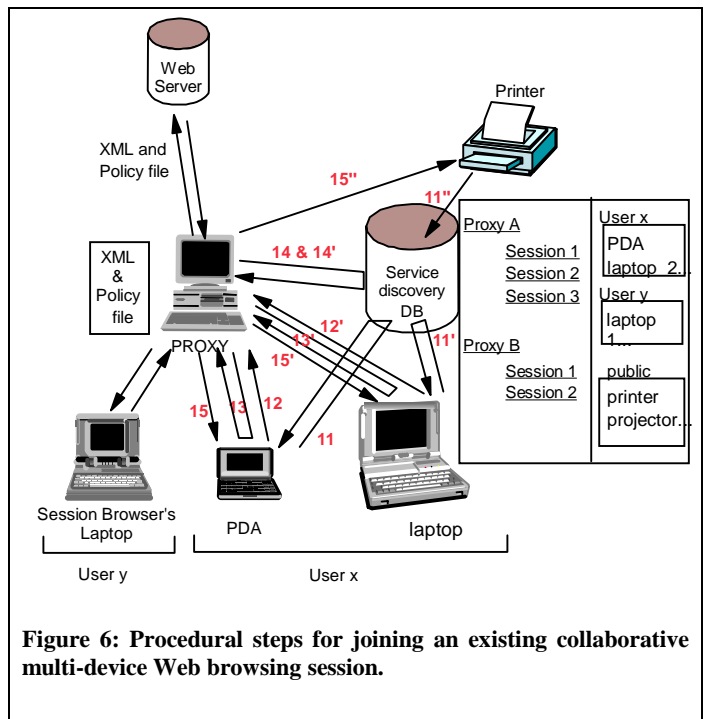 Web
Server
Printer
XML and
Policy file
15"
11"
Proxy A
Session 1
Session 2
Session 3
Proxy B
Session 1
Session 2
User x
PDA
laptop 2...
User y
laptop
1...
public
printer
projector...
XML
&
Policy
file
14 & 14'
Service
discovery
DB
12'
13'
11'
15'
PROXY
15
13
12
11
Session Browser's
Laptop
PDA
laptop
User y
User x
Figure 6: Procedural steps for joining an existing collaborative
multi-device Web browsing session.